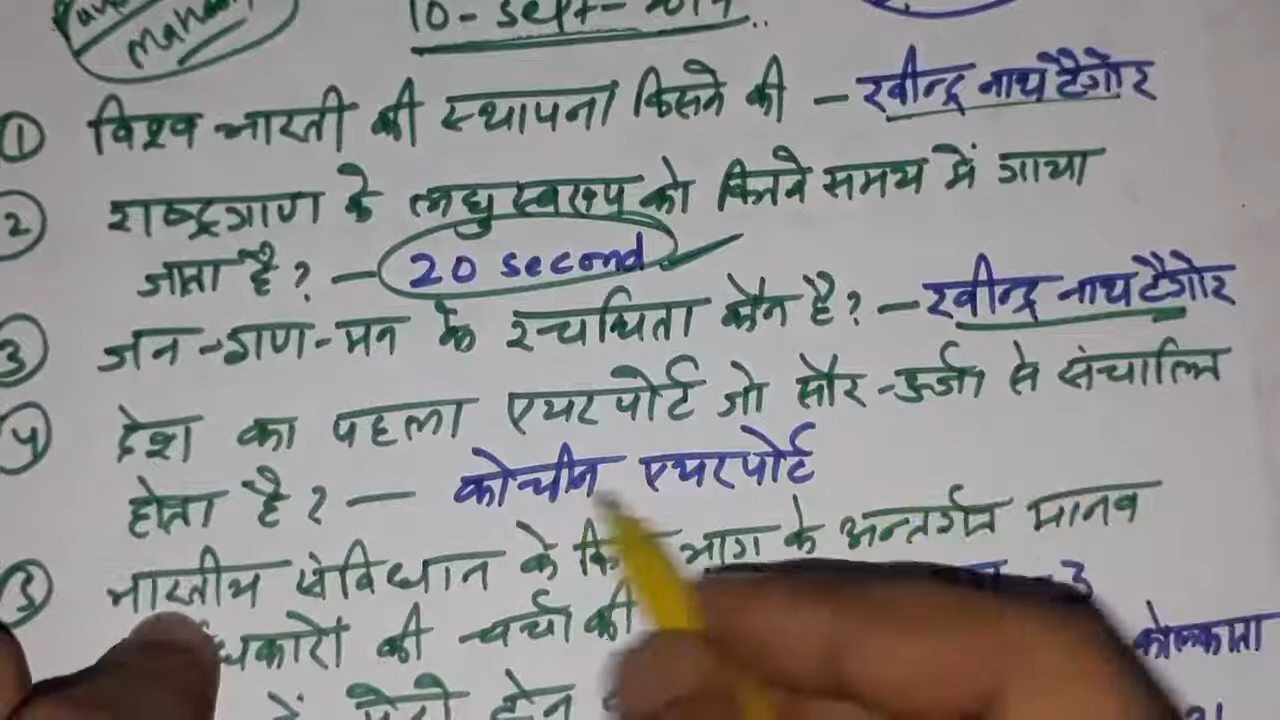 10-Sept-
① विश्व भारती की स्थापना किसने की - रवीन्द्र नाथ टैगोर
② राष्ट्रगाण के लघु स्वरूप को कितने समय में गाया
जाता है? - 20 second
③ जन-गण-मन के रचयिता कौन है? - रवीन्द्र नाथ टैगोर
④ देश का पहला एयरपोर्ट जो सौर-ऊर्जा से संचालित
होता है? - कोचीन एयरपोर्ट
⑤ भारतीय संविधान के भाग के अन्तर्गत मानव
की चर्चा की 3
में मेट्रो कोलकाता